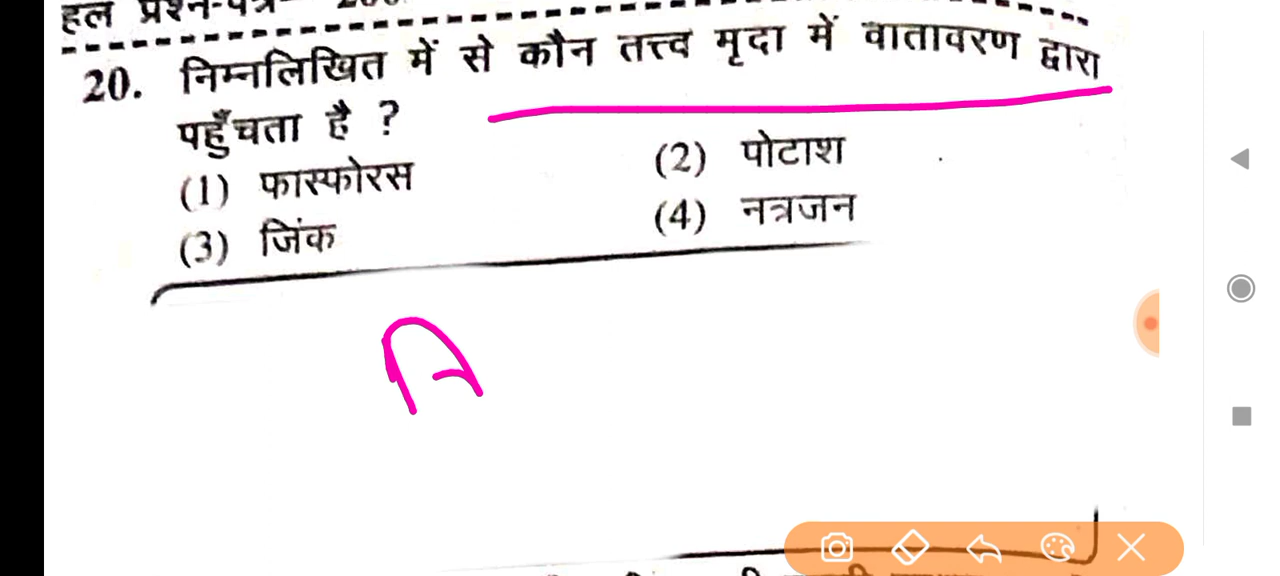 हल प्रश्न-पत्र
20. निम्नलिखित में से कौन तत्त्व मृदा में वातावरण द्वारा
पहुँचता है ?
(1) फास्फोरस (2) पोटाश
(3) जिंक (4) नत्रजन
A